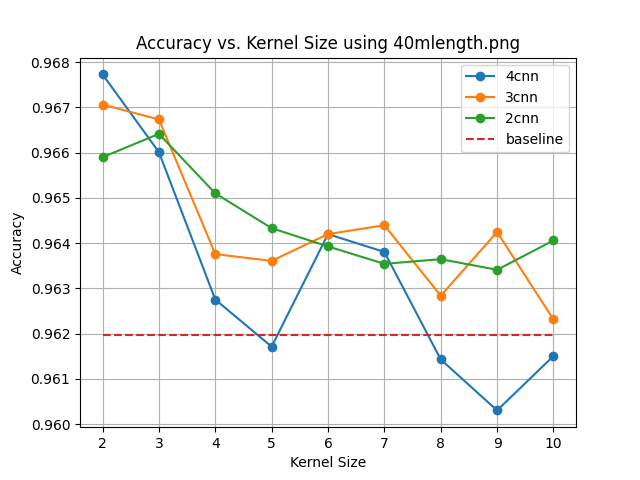 Accuracy vs. Kernel Size using 40mlength.png
0.968
0.967
0.966
0.965
0.964
0.963
0.962
0.961
0.960
Accuracy
4cnn
3cnn
2cnn
baseline
2 3 4 5 6 7 8 9 10
Kernel Size